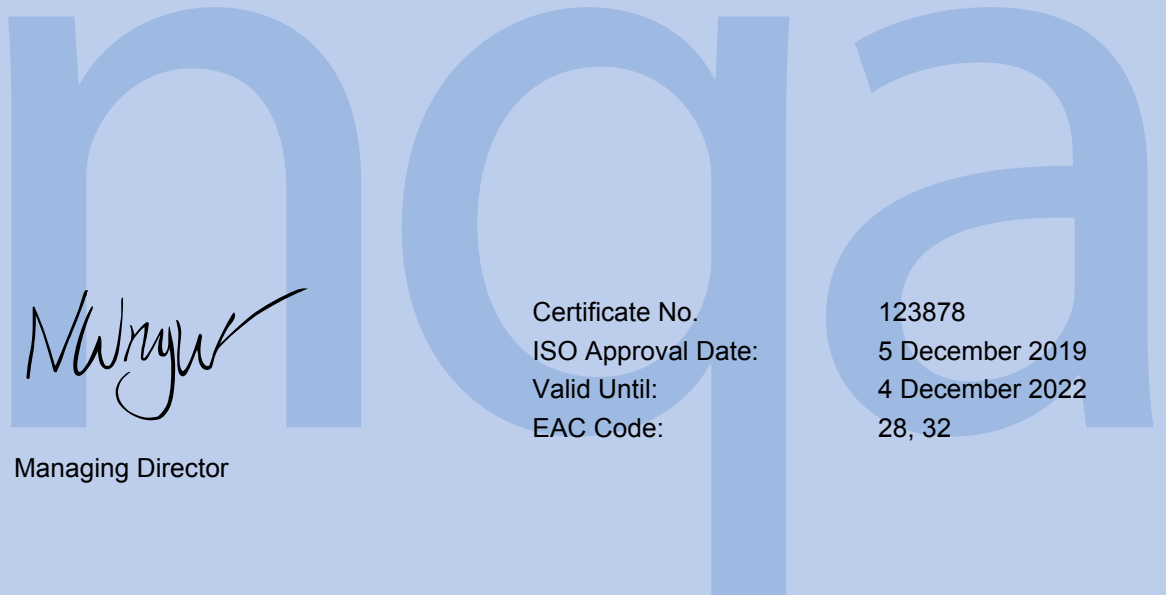 nqa
Certificate No. 123878
ISO Approval Date: 5 December 2019
Valid Until: 4 December 2022
EAC Code: 28, 32
Managing Director